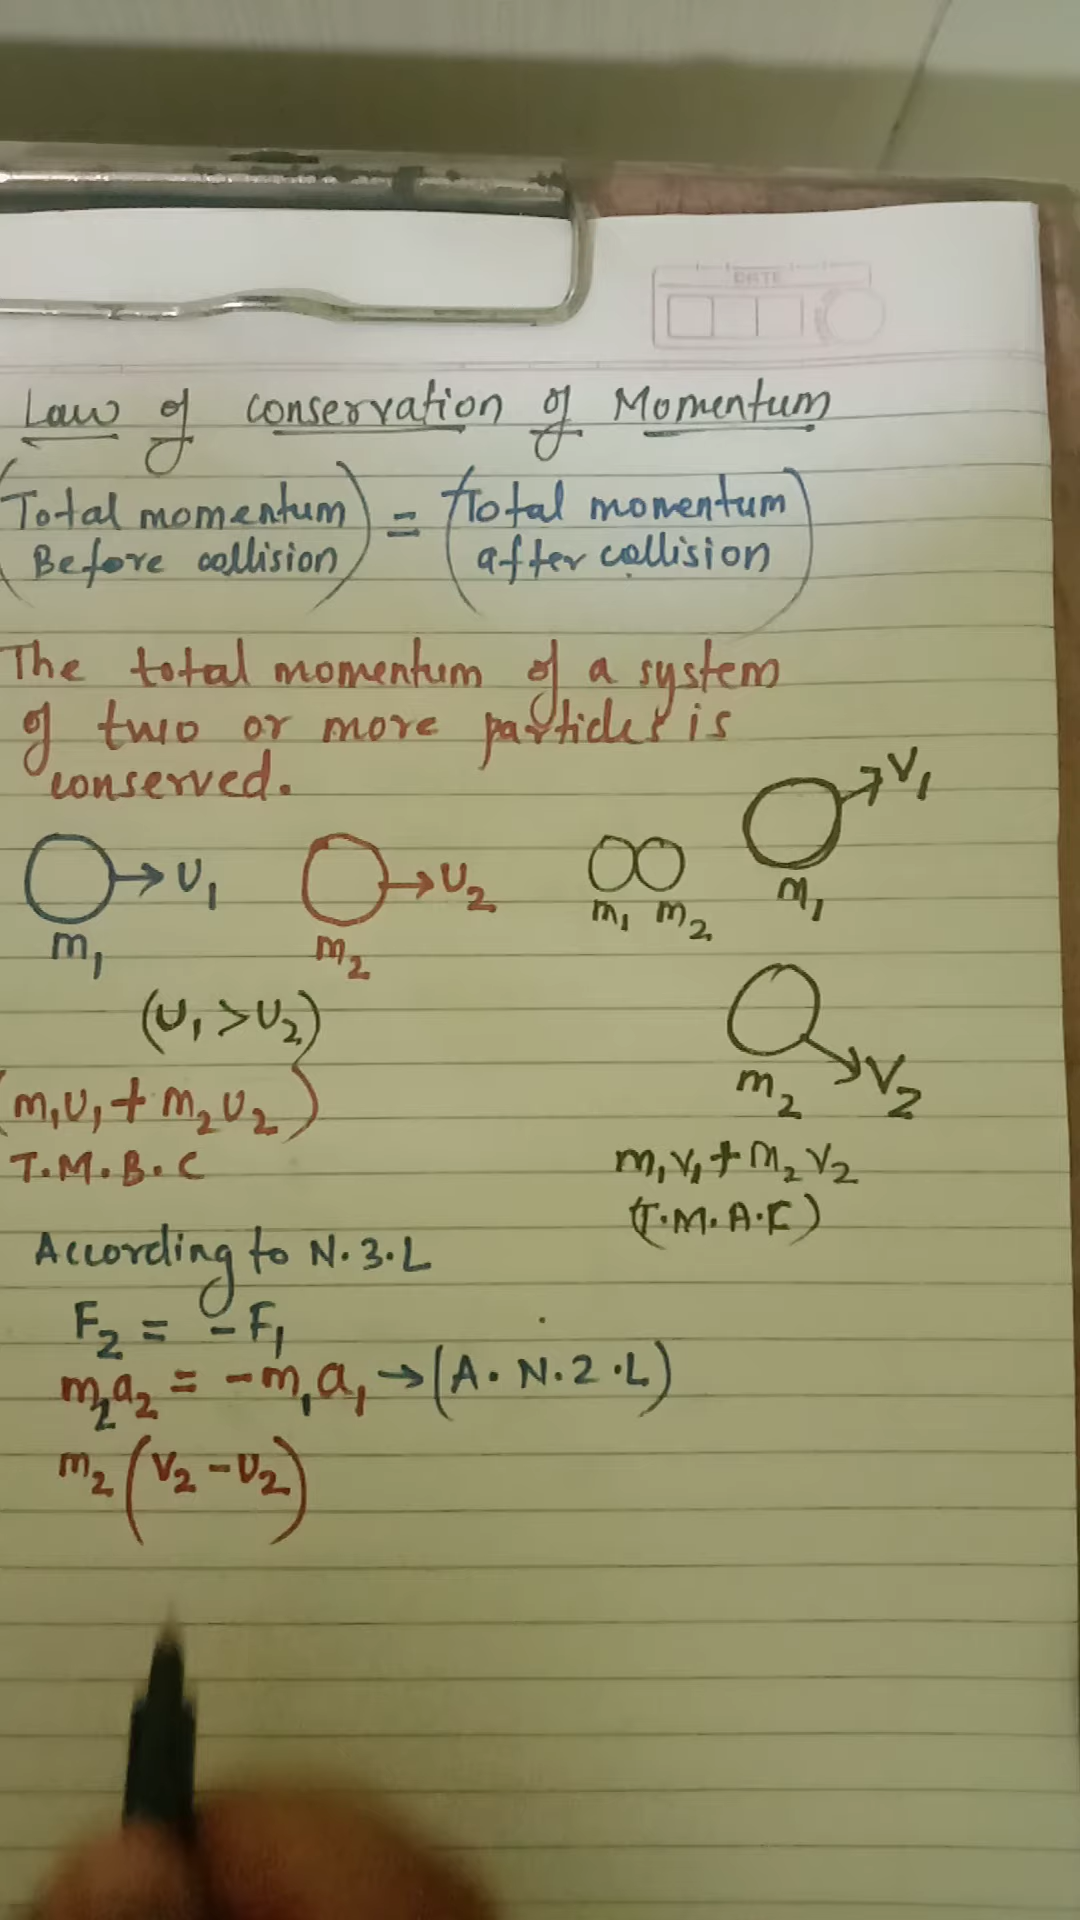 DATE
Law of conservation of Momentum
(Total momentum Before collision) = (Total momentum after collision)
The total momentum of a system
of two or more particles is
conserved.
m₁ → U₁
m₂ → U₂
m₁ m₂
m₁ → V₁
(U₁ > U₂)
m₂ → V₂
(m₁U₁ + m₂U₂)
T.M.B.C
m₁v₁ + m₂v₂
(T.M.A.C)
According to N.3.L
F₂ = -F₁
m₂a₂ = -m₁a₁ → (A.N.2.L)
m₂(V₂ - U₂)